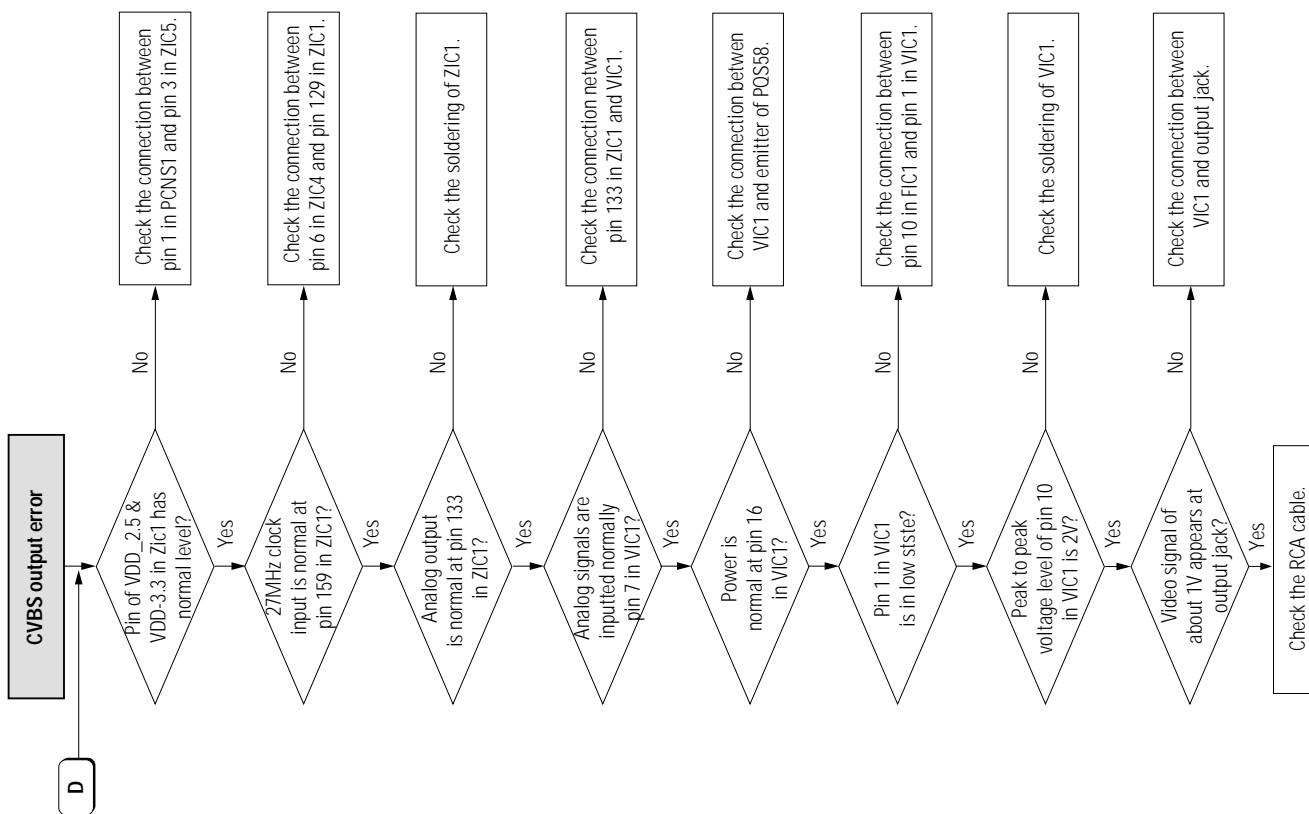 CVBS output error
D
Pin of VDD_2.5 &
VDD-3.3 in Zic1 has
normal level?
No
Check the connection between
pin 1 in PCNS1 and pin 3 in ZIC5.
Yes
27MHz clock
input is normal at
pin 159 in ZIC1?
No
Check the connection between
pin 6 in ZIC4 and pin 129 in ZIC1.
Yes
Analog output
is normal at pin 133
in ZIC1?
No
Check the soldering of ZIC1.
Yes
Analog signals are
inputted normally
pin 7 in VIC1?
No
Check the connection netween
pin 133 in ZIC1 and VIC1.
Yes
Power is
normal at pin 16
in VIC1?
No
Check the connection between
VIC1 and emitter of PQS58.
Yes
Pin 1 in VIC1
is in low stste?
No
Check the connection between
pin 10 in FIC1 and pin 1 in VIC1.
Yes
Peak to peak
voltage level of pin 10
in VIC1 is 2V?
No
Check the soldering of VIC1.
Yes
Video signal of
about 1V appears at
output jack?
No
Check the connection between
VIC1 and output jack.
Yes
Check the RCA cable.